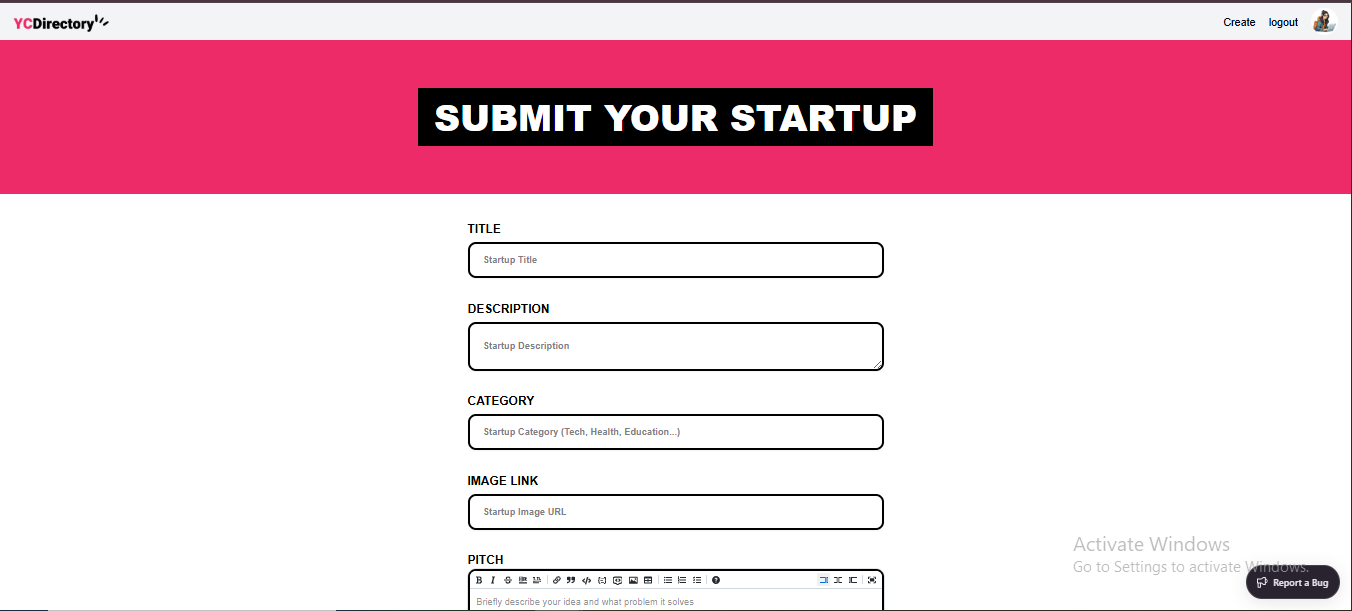 YCDirectory
Create logout
SUBMIT YOUR STARTUP
TITLE
Startup Title
DESCRIPTION
Startup Description
CATEGORY
Startup Category (Tech, Health, Education...)
IMAGE LINK
Startup Image URL
PITCH
Briefly describe your idea and what problem it solves
Activate Windows
Go to Settings to activate Windows.
Report a Bug